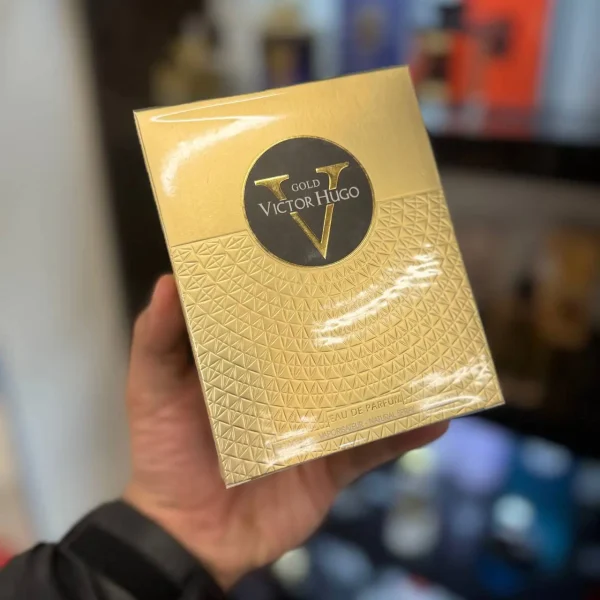 GOLD
VICTOR HUGO
V
EAU DE PARFUM